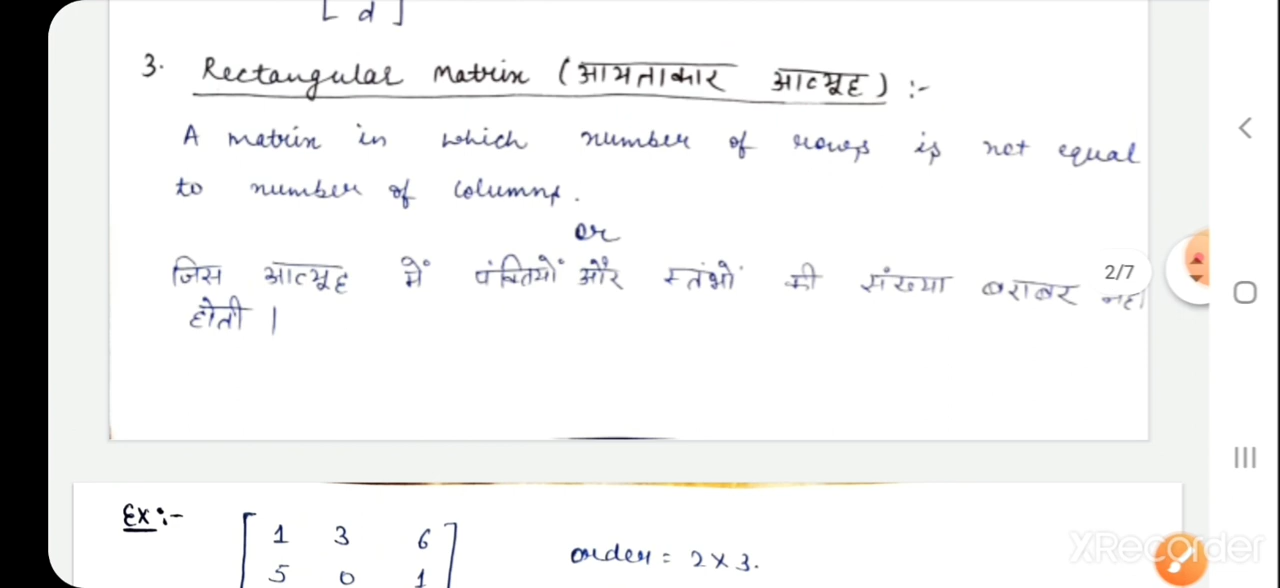 [ d ]
3. Rectangular Matrix (आयताकार आव्यूह) :-
A matrix in which number of rows is not equal
to number of columns.
or
जिस आव्यूह में पंक्तियों और स्तंभों की संख्या बराबर नहीं
होती |
2/7
Ex:-
[ 1 3 6
5 0 1 ]
order = 2 x 3.
XRecorder